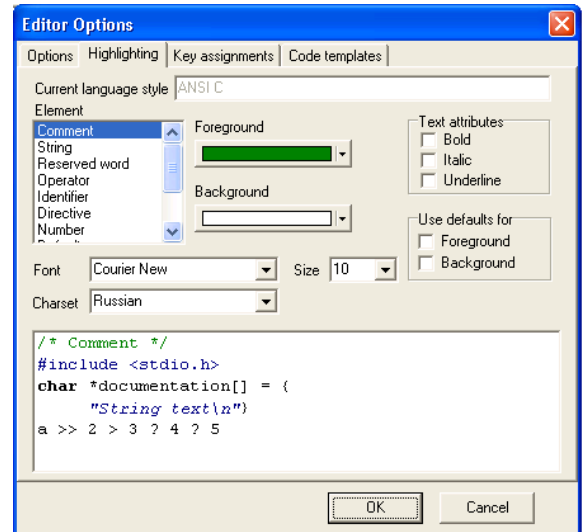 Editor Options
Options Highlighting Key assignments Code templates
Current language style ANSI C
Element
Comment
String
Reserved word
Operator
Identifier
Directive
Number
Foreground
Background
Text attributes
Bold
Italic
Underline
Use defaults for
Foreground
Background
Font Courier New Size 10
Charset Russian
/* Comment */
#include <stdio.h>
char *documentation[] = {
"String text\n"}
a >> 2 > 3 ? 4 ? 5
OK Cancel